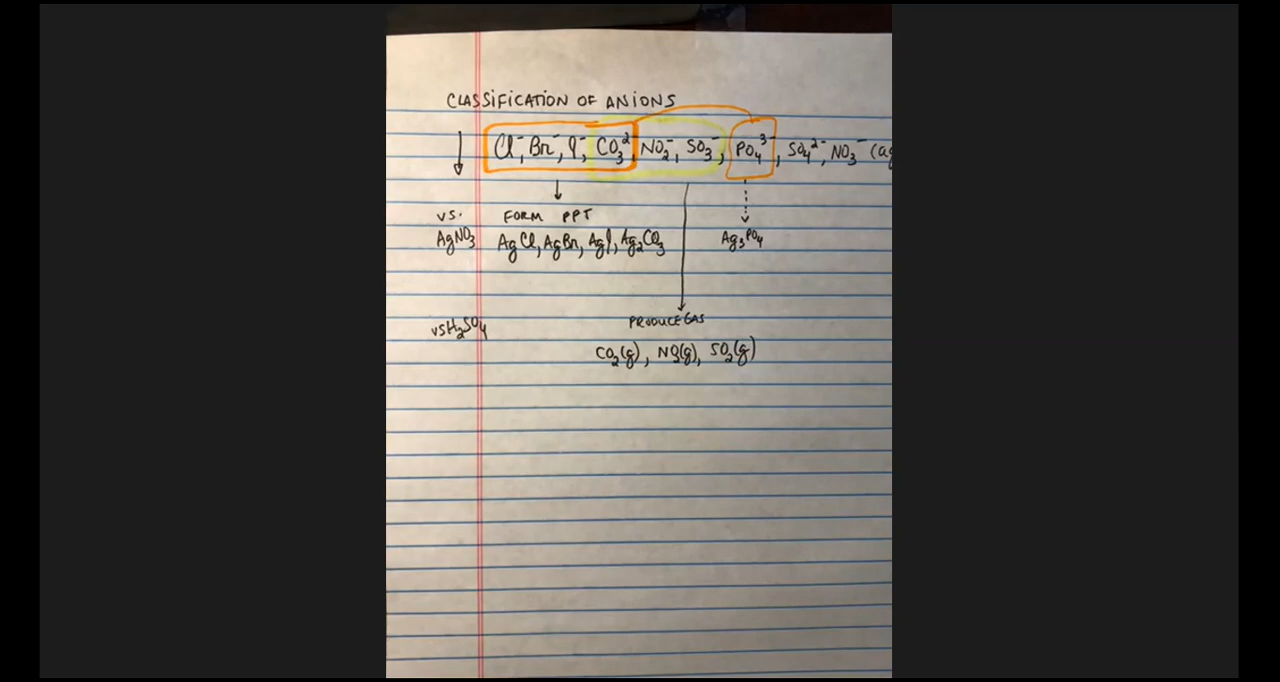 CLASSIFICATION OF ANIONS
Cl⁻, Br⁻, I⁻, CO₃²⁻, NO₂⁻, SO₃⁻, PO₄³⁻, SO₄²⁻, NO₃⁻ (aq
vs. FORM PPT
AgNO₃ AgCl, AgBr, AgI, Ag₂CO₃ Ag₃PO₄
vs H₂SO₄ PRODUCE GAS
CO₂(g), NO₂(g), SO₂(g)